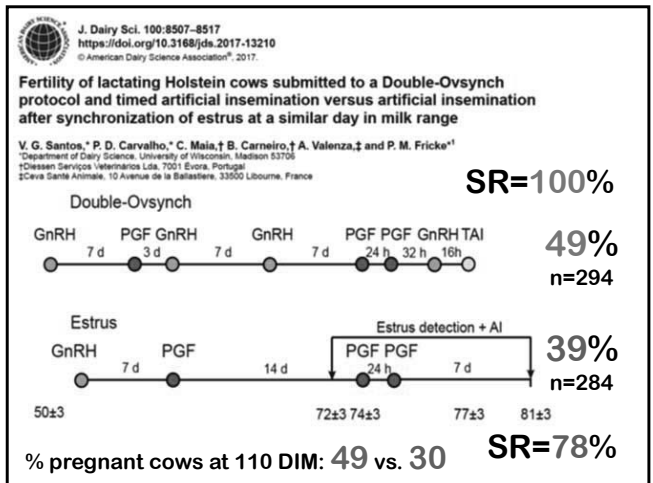 J. Dairy Sci. 100:8507–8517
https://doi.org/10.3168/jds.2017-13210
© American Dairy Science Association®, 2017.
Fertility of lactating Holstein cows submitted to a Double-Ovsynch
protocol and timed artificial insemination versus artificial insemination
after synchronization of estrus at a similar day in milk range
V. G. Santos,* P. D. Carvalho,* C. Maia,† B. Carneiro,† A. Valenza,‡ and P. M. Fricke*¹
*Department of Dairy Science, University of Wisconsin, Madison 53706
†Diessen Serviços Veterinarios Lda, 7001 Évora, Portugal
‡Ceva Santé Animale, 10 Avenue de la Ballastiere, 33500 Libourne, France
SR=100%
Double-Ovsynch
GnRH PGF GnRH GnRH PGF PGF GnRH TAI
7 d 3 d 7 d 7 d 24 h 32 h 16h
49%
n=294
Estrus
Estrus detection + AI
GnRH PGF PGF PGF
7 d 14 d 24 h 7 d
39%
n=284
50±3 72±3 74±3 77±3 81±3
SR=78%
% pregnant cows at 110 DIM: 49 vs. 30